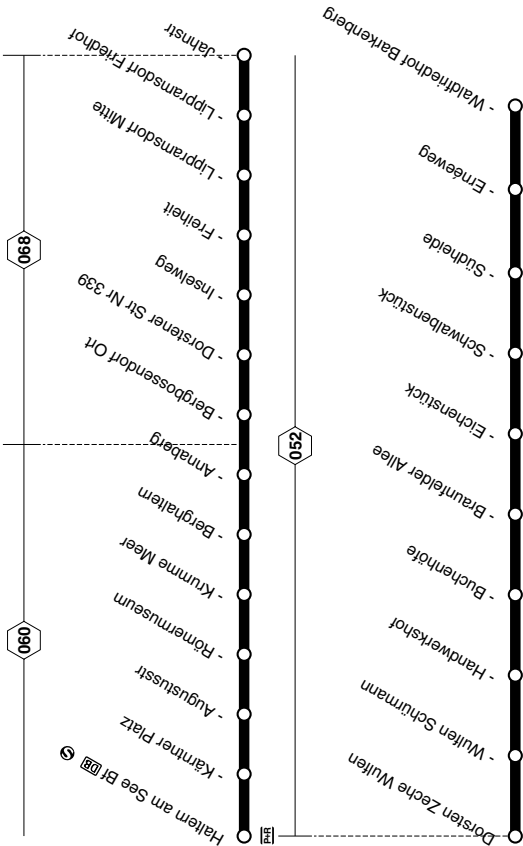 Haltern am See Bf DB S
- Kärntner Platz
- Augustusstr
- Römermuseum
- Krumme Meer
- Berghaltern
- Annaberg
- Bergbossendorf Ort
- Dorstener Str Nr 339
- Inselweg
- Freiheit
- Lippramsdorf Mitte
- Lippramsdorf Friedhof
- Jahnstr
060
068
Dorsten Zeche Wulfen
- Wulfen Schürmann
- Handwerkshof
- Buchenhöfe
- Braunfelder Allee
- Eichenstück
- Schwalbenstück
- Südheide
- Ernéeweg
- Waldfriedhof Barkenberg
052